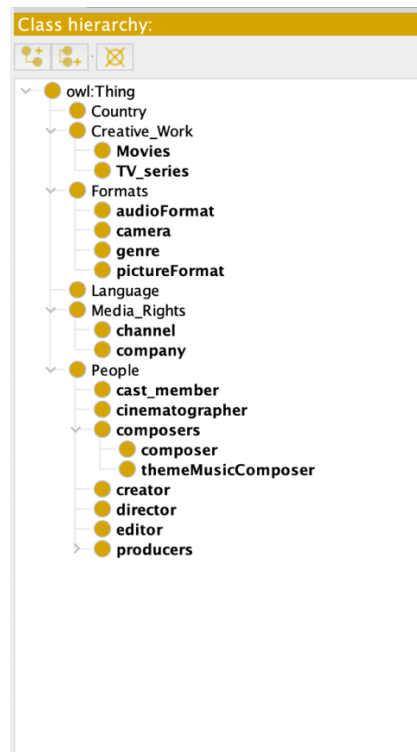 Class hierarchy:
owl:Thing
Country
Creative_Work
Movies
TV_series
Formats
audioFormat
camera
genre
pictureFormat
Language
Media_Rights
channel
company
People
cast_member
cinematographer
composers
composer
themeMusicComposer
creator
director
editor
producers